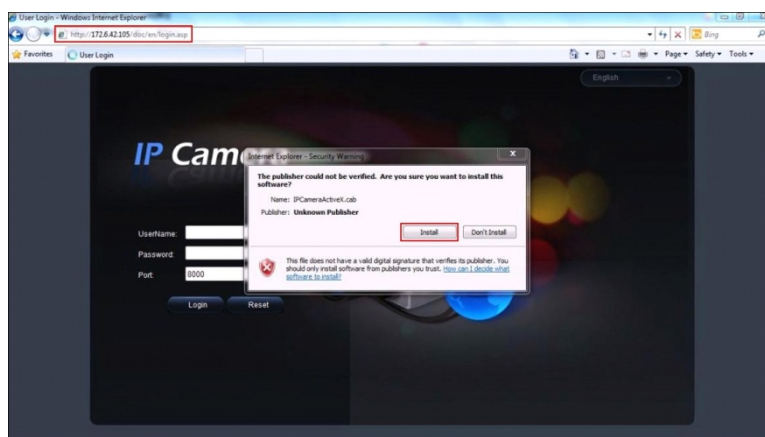 User Login - Windows Internet Explorer
http://172.6.42.105/doc/en/login.asp
Bing
Favorites
User Login
Page
Safety
Tools
English
IP Cam
Internet Explorer - Security Warning
The publisher could not be verified. Are you sure you want to install this
software?
Name: IPCameraActiveX.cab
Publisher: Unknown Publisher
Install
Don't Install
This file does not have a valid digital signature that verifies its publisher. You
should only install software from publishers you trust. How can I decide what
software to install?
UserName:
Password:
Port: 8000
Login
Reset